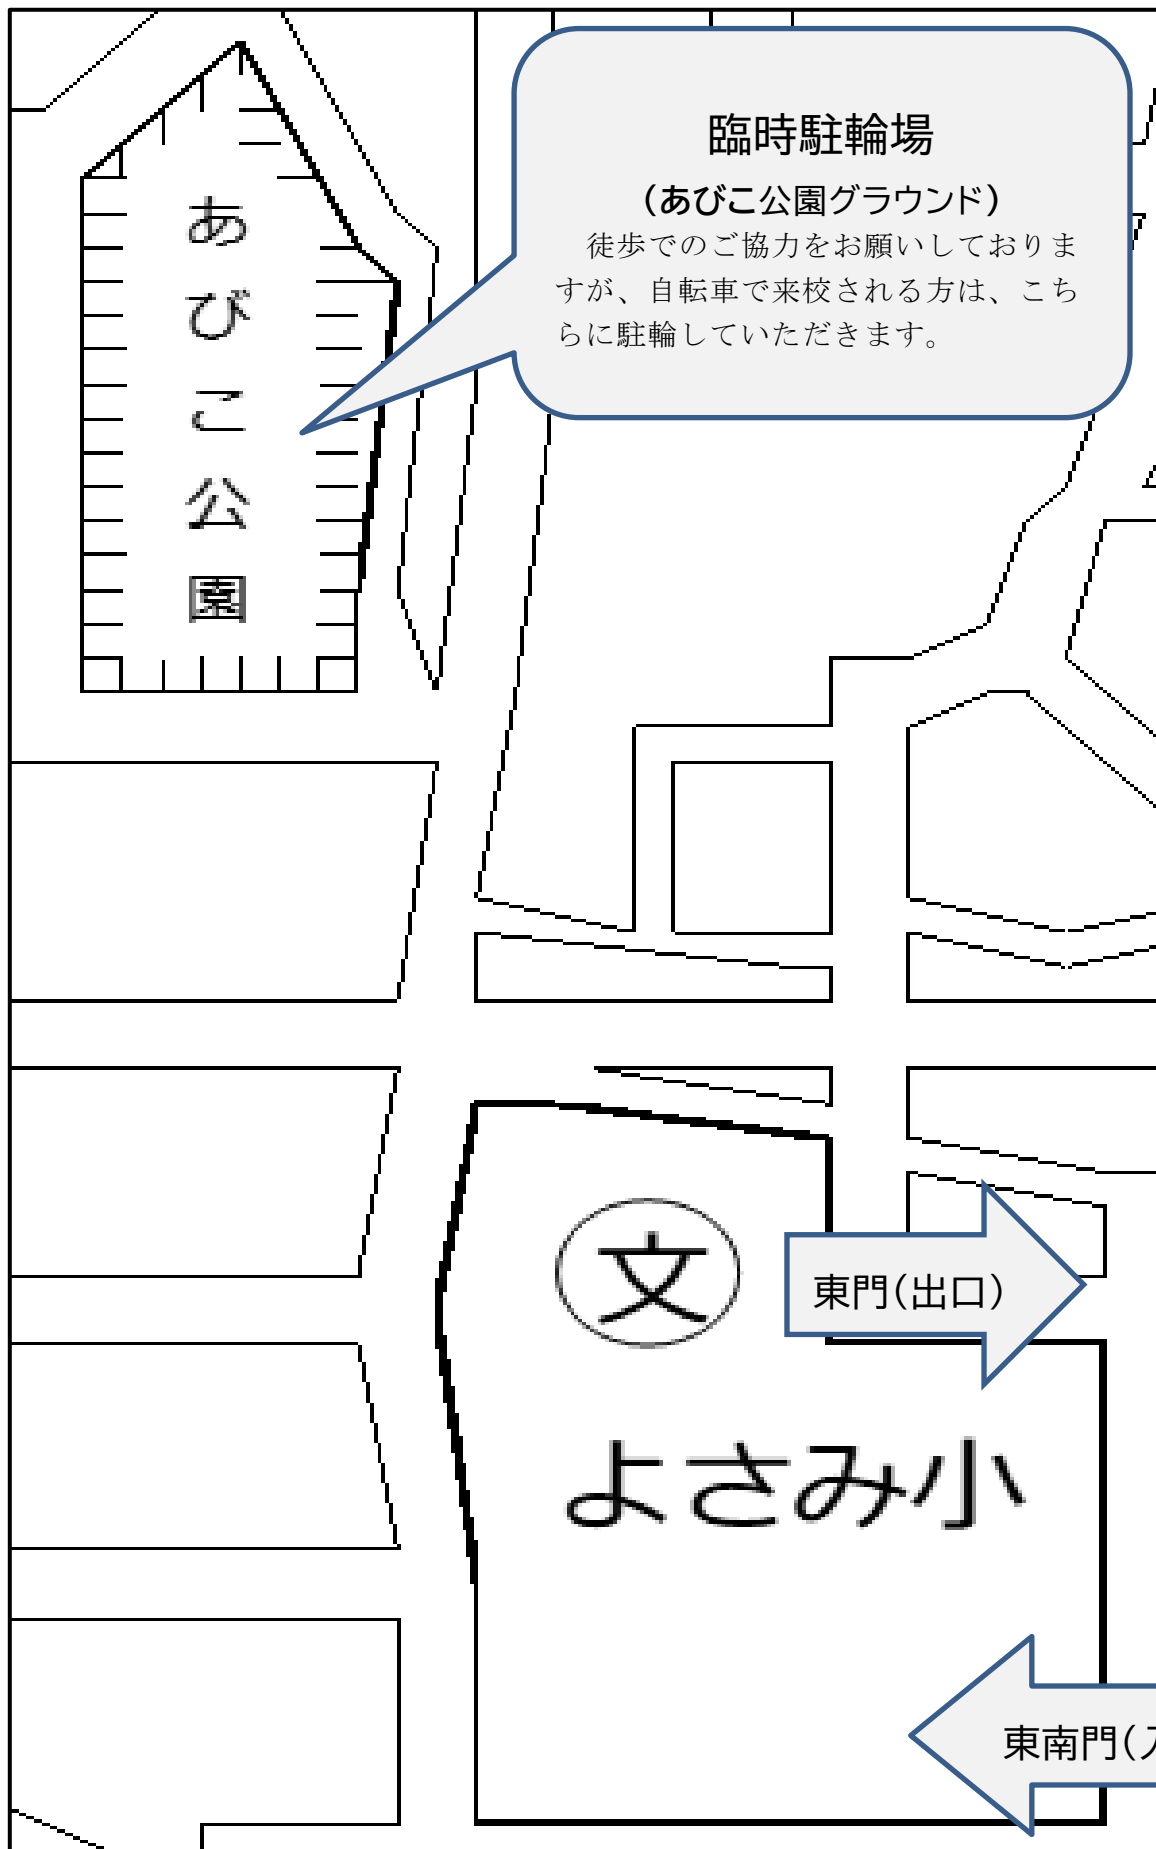 臨時駐輪場
(あびこ公園グラウンド)
徒歩でのご協力をお願いしておりま
すが、自転車で来校される方は、こち
らに駐輪していただきます。
あびこ公園
文
東門(出口)
よさみ小
東南門(